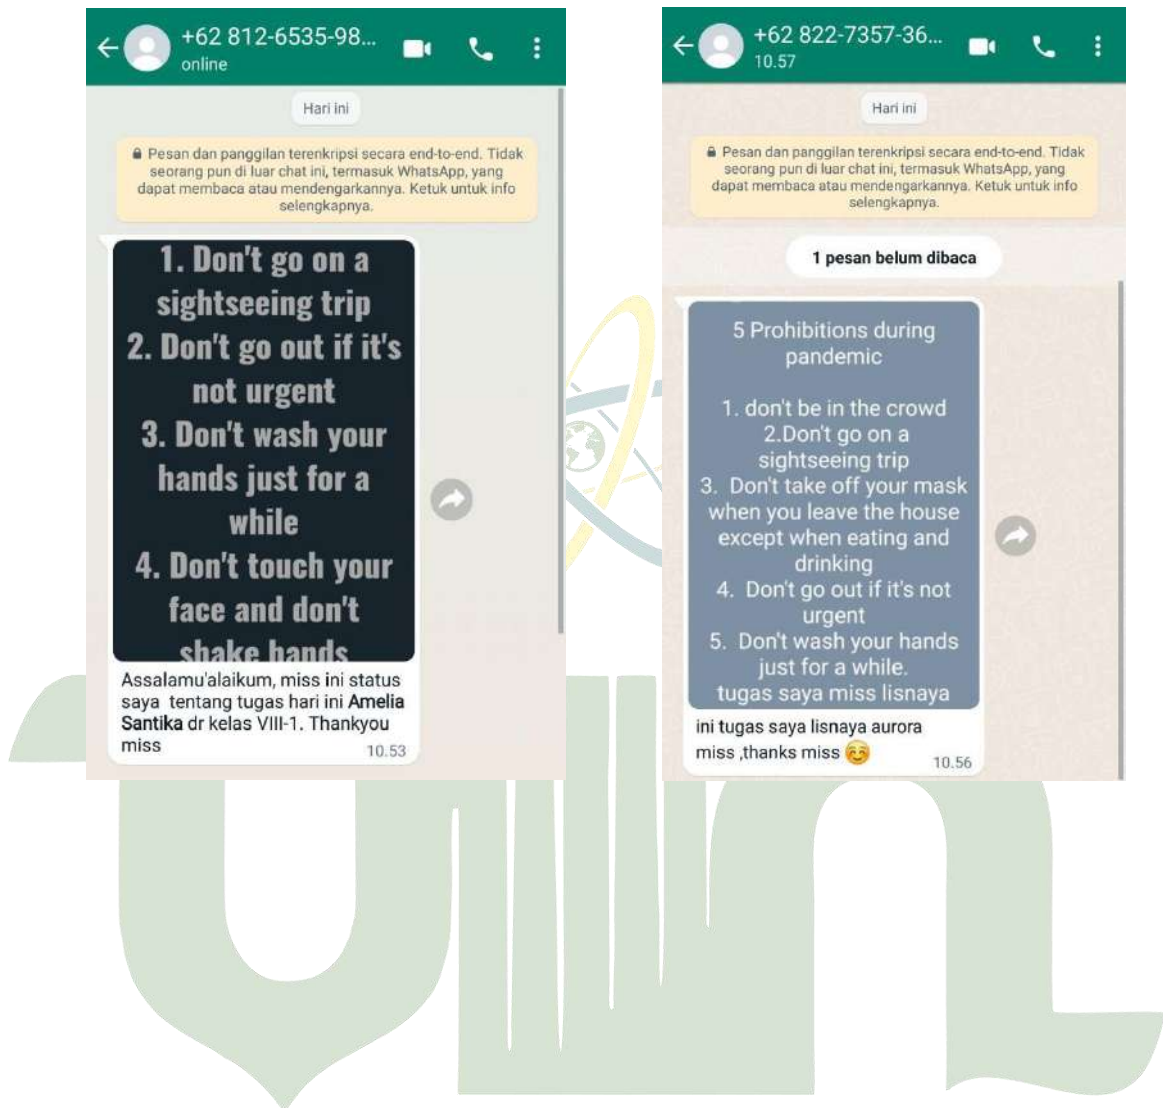 +62 812-6535-98...
online
Hari ini
Pesan dan panggilan terenkripsi secara end-to-end. Tidak
seorang pun di luar chat ini, termasuk WhatsApp, yang
dapat membaca atau mendengarkannya. Ketuk untuk info
selengkapnya.
1. Don't go on a
sightseeing trip
2. Don't go out if it's
not urgent
3. Don't wash your
hands just for a
while
4. Don't touch your
face and don't
shake hands
Assalamu'alaikum, miss ini status
saya tentang tugas hari ini Amelia
Santika dr kelas VIII-1. Thankyou
miss
10.53
+62 822-7357-36...
10.57
Hari ini
Pesan dan panggilan terenkripsi secara end-to-end. Tidak
seorang pun di luar chat ini, termasuk WhatsApp, yang
dapat membaca atau mendengarkannya. Ketuk untuk info
selengkapnya.
1 pesan belum dibaca
5 Prohibitions during
pandemic
1. don't be in the crowd
2.Don't go on a
sightseeing trip
3. Don't take off your mask
when you leave the house
except when eating and
drinking
4. Don't go out if it's not
urgent
5. Don't wash your hands
just for a while.
tugas saya miss lisnaya
ini tugas saya lisnaya aurora
miss ,thanks miss 😊
10.56